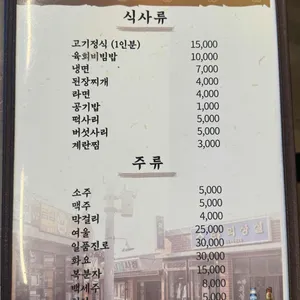 식사류
고기정식 (1인분) 15,000
육회비빔밥 10,000
냉면 7,000
된장찌개 4,000
라면 4,000
공기밥 1,000
떡사리 5,000
버섯사리 5,000
계란찜 3,000
주류
소주 5,000
맥주 5,000
막걸리 4,000
여울 25,000
일품진로 30,000
화요 30,000
복분자 15,000
백세주 8,000
5,000